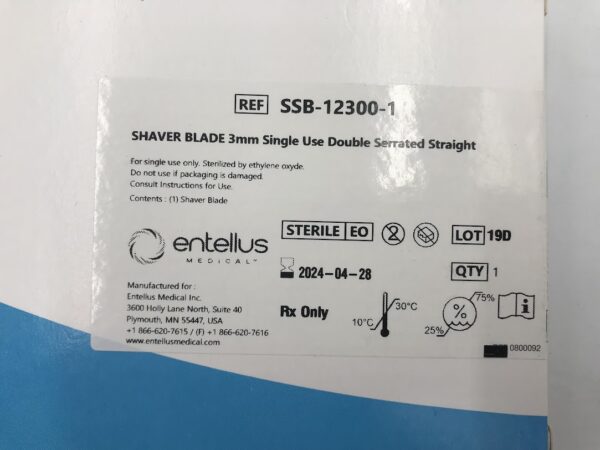 REF SSB-12300-1
SHAVER BLADE 3mm Single Use Double Serrated Straight
For single use only. Sterilized by ethylene oxyde.
Do not use if packaging is damaged.
Consult Instructions for Use.
Contents : (1) Shaver Blade
STERILE EO
2
LOT 19D
entellus
MEDICAL™
2024-04-28
QTY 1
Manufactured for :
Entellus Medical Inc.
3600 Holly Lane North, Suite 40
Plymouth, MN 55447, USA
+1 866-620-7615 / (F) +1 866-620-7616
www.entellusmedical.com
Rx Only
10°C
30°C
25%
%
75%
i
0800092